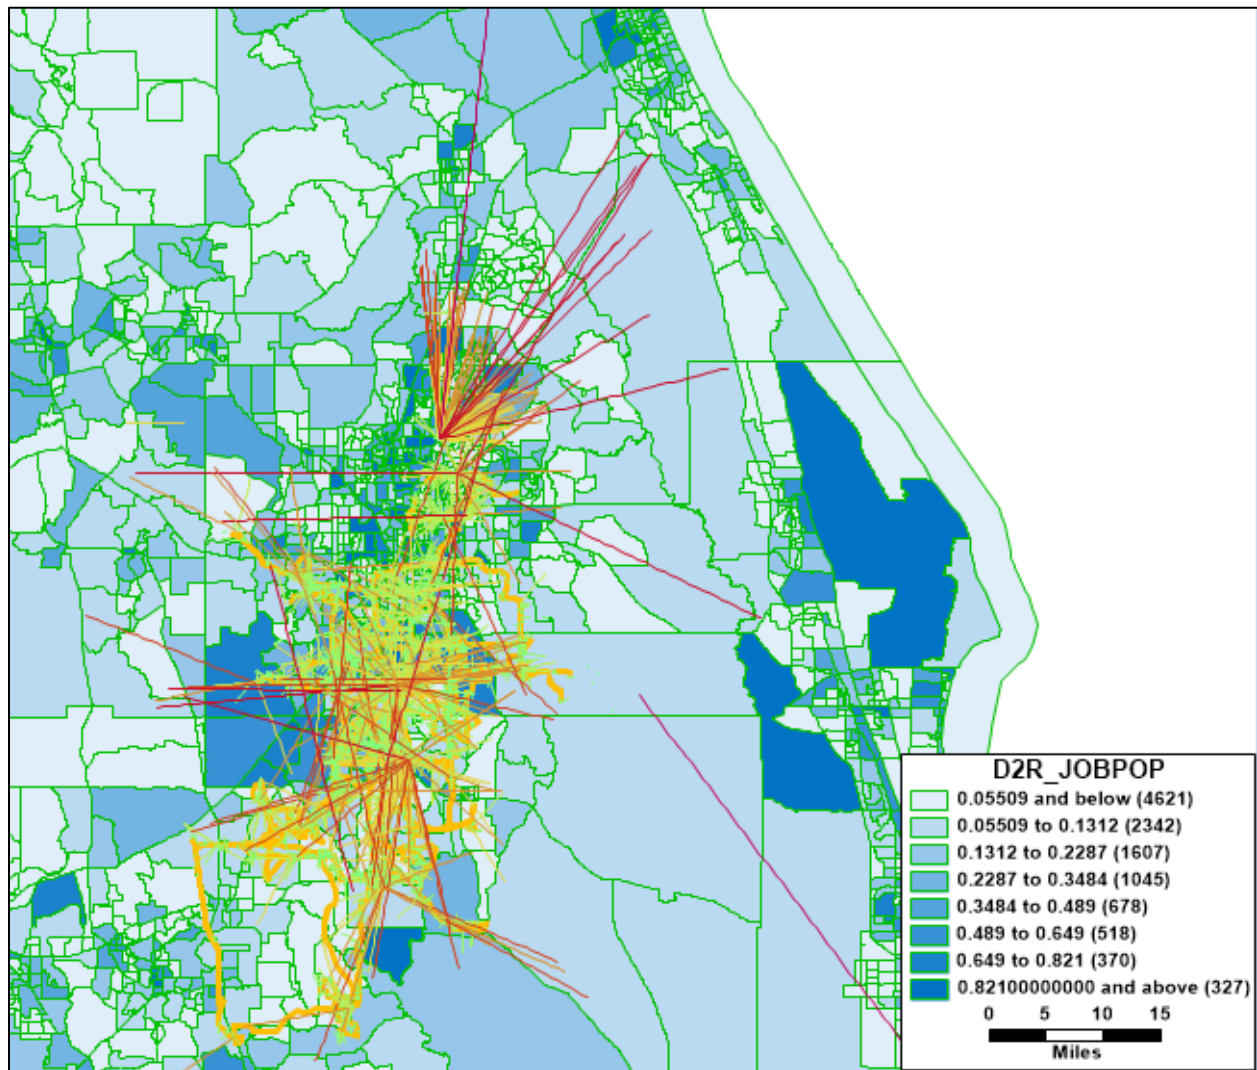 D2R_JOBPOP
0.05509 and below (4621)
0.05509 to 0.1312 (2342)
0.1312 to 0.2287 (1607)
0.2287 to 0.3484 (1045)
0.3484 to 0.489 (678)
0.489 to 0.649 (518)
0.649 to 0.821 (370)
0.82100000000 and above (327)
0 5 10 15
Miles